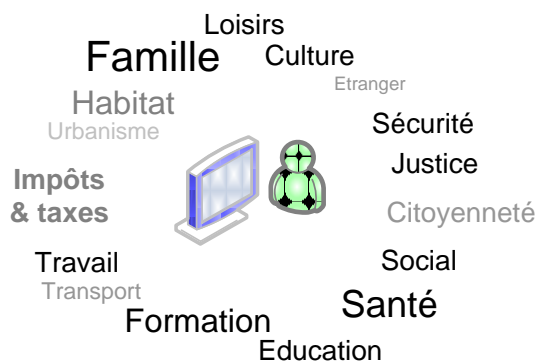 Loisirs
Famille
Culture
Etranger
Habitat
Urbanisme
Sécurité
Justice
Impôts
& taxes
Citoyenneté
Travail
Social
Transport
Santé
Formation
Education